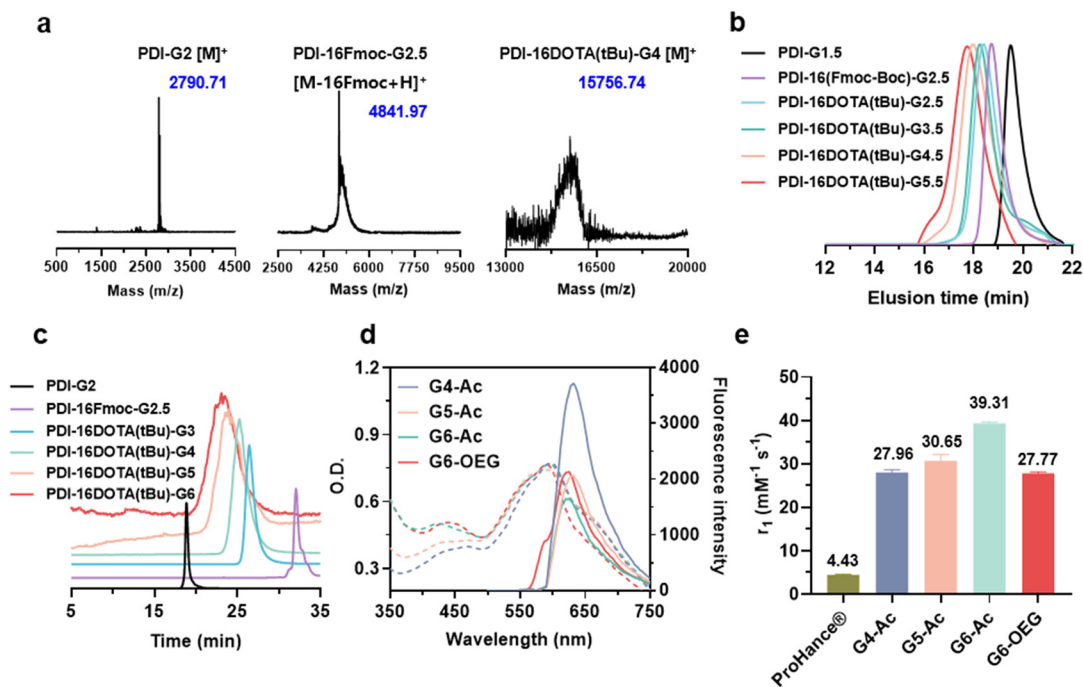 a
PDI-G2 [M]⁺
2790.71
500 2500 4500
Mass (m/z)
PDI-16Fmoc-G2.5
[M-16Fmoc+H]⁺
4841.97
2500 4250 6000 7750 9500
Mass (m/z)
PDI-16DOTA(tBu)-G4 [M]⁺
15756.74
13000 16500 20000
Mass (m/z)
b
PDI-G1.5
PDI-16(Fmoc-Boc)-G2.5
PDI-16DOTA(tBu)-G2.5
PDI-16DOTA(tBu)-G3.5
PDI-16DOTA(tBu)-G4.5
PDI-16DOTA(tBu)-G5.5
12 14 16 18 20 22
Elusion time (min)
c
PDI-G2
PDI-16Fmoc-G2.5
PDI-16DOTA(tBu)-G3
PDI-16DOTA(tBu)-G4
PDI-16DOTA(tBu)-G5
PDI-16DOTA(tBu)-G6
5 15 25 35
Time (min)
d
O.D.
1.2
0.9
0.6
0.3
G4-Ac
G5-Ac
G6-Ac
G6-OEG
4000
3000
2000
1000
0
Fluorescence intensity
350 450 550 650 750
Wavelength (nm)
e
r₁ (mM⁻¹ s⁻¹)
50
40
30
20
10
0
4.43
27.96
30.65
39.31
27.77
ProHance®
G4-Ac
G5-Ac
G6-Ac
G6-OEG